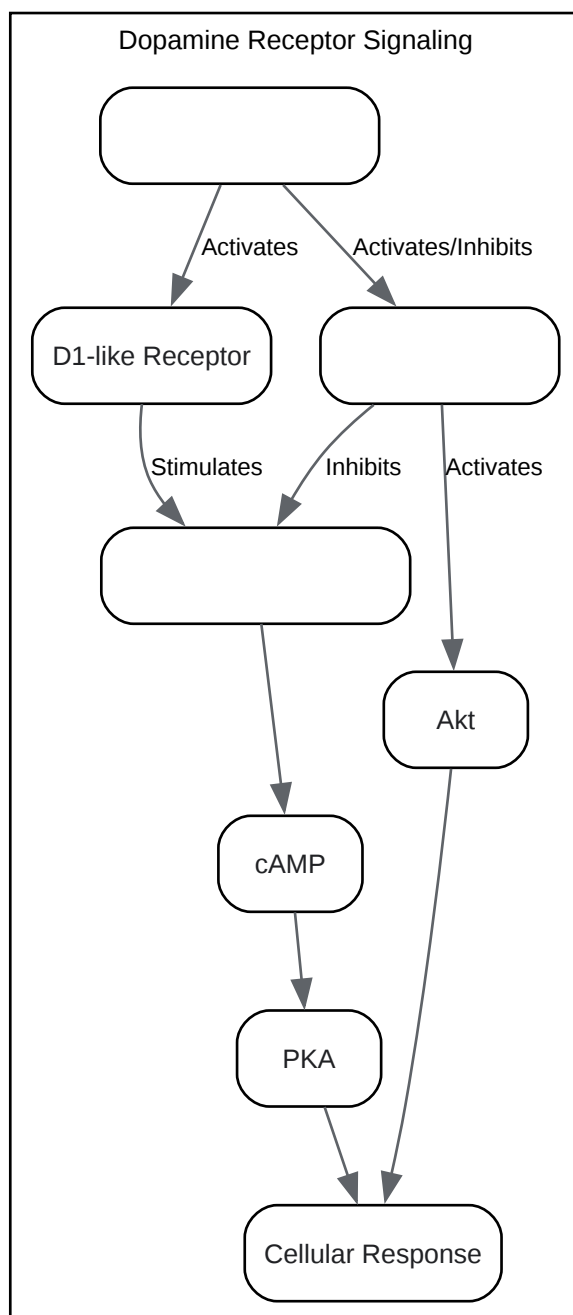 Dopamine Receptor Signaling
Activates
Activates/Inhibits
D1-like Receptor
Stimulates
Inhibits
Activates
Akt
cAMP
PKA
Cellular Response